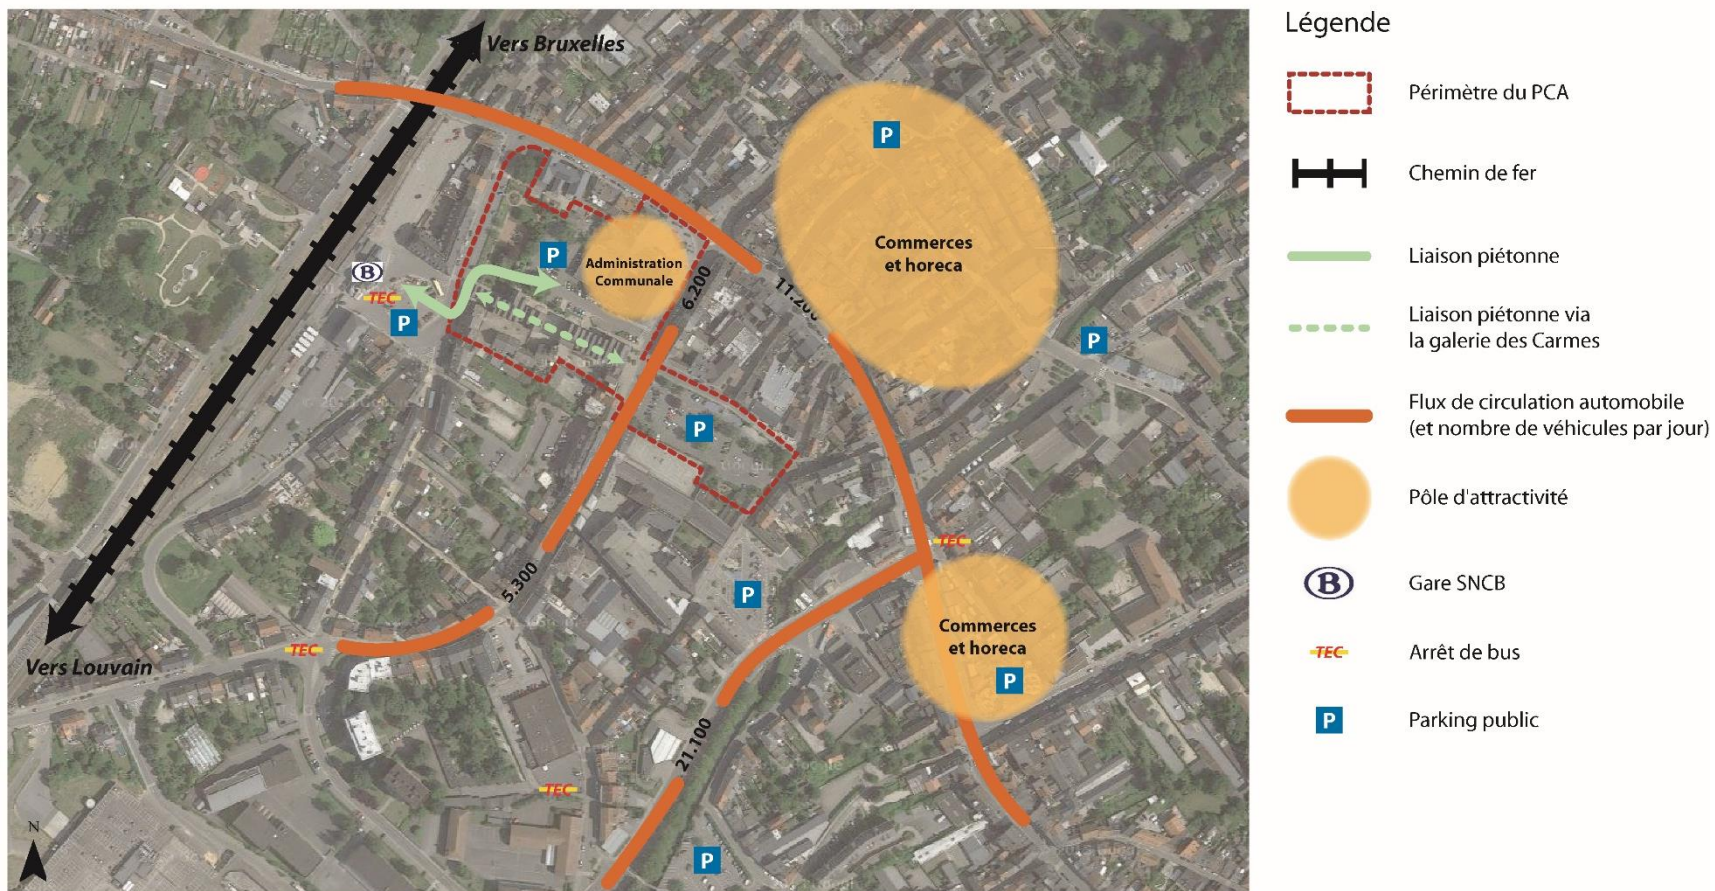 Vers Bruxelles
P
Commerces
et horeca
P
Administration
Communale
6.200
11.200
B
TEC
P
P
P
TEC
5.300
P
TEC
Vers Louvain
Commerces
et horeca
P
21.100
TEC
P
N
Légende
Périmètre du PCA
Chemin de fer
Liaison piétonne
Liaison piétonne via
la galerie des Carmes
Flux de circulation automobile
(et nombre de véhicules par jour)
Pôle d'attractivité
B
Gare SNCB
TEC
Arrêt de bus
P
Parking public